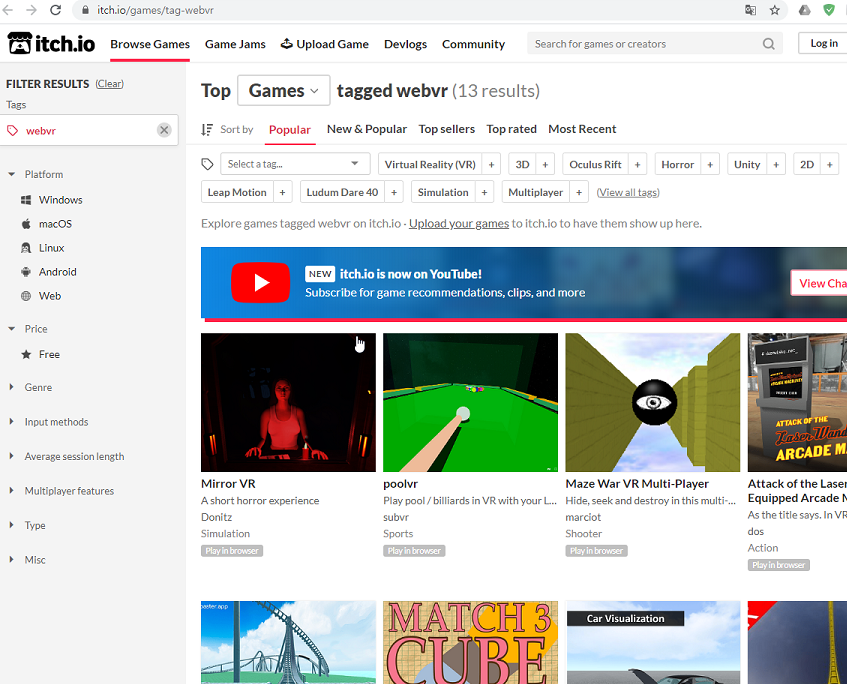 itch.io/games/tag-webvr
itch.io Browse Games Game Jams Upload Game Devlogs Community Search for games or creators Log in
FILTER RESULTS (Clear)
Tags
webvr
Platform
Windows
macOS
Linux
Android
Web
Price
Free
Genre
Input methods
Average session length
Multiplayer features
Type
Misc
Top Games tagged webvr (13 results)
Sort by Popular New & Popular Top sellers Top rated Most Recent
Select a tag... Virtual Reality (VR) + 3D + Oculus Rift + Horror + Unity + 2D +
Leap Motion + Ludum Dare 40 + Simulation + Multiplayer + (View all tags)
Explore games tagged webvr on itch.io · Upload your games to itch.io to have them show up here.
NEW itch.io is now on YouTube!
Subscribe for game recommendations, clips, and more
View Cha
Mirror VR
A short horror experience
Donitz
Simulation
Play in browser
poolvr
Play pool / billiards in VR with your L...
subvr
Sports
Play in browser
Maze War VR Multi-Player
Hide, seek and destroy in this multi-...
marciot
Shooter
Play in browser
ATTACK OF THE
ARCADE MA
Attack of the Laser
Equipped Arcade M
As the title says. In VR
dos
Action
Play in browser
MATCH 3
CUBE
Car Visualization